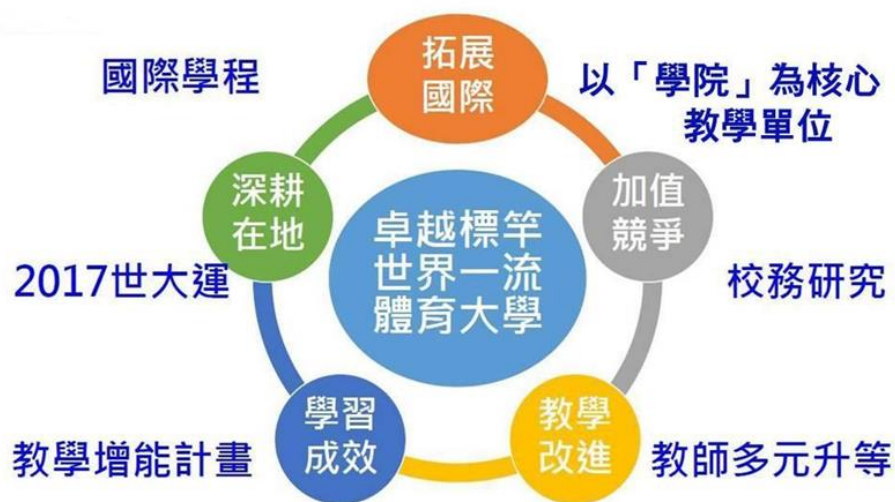 拓展
國際
國際學程
以「學院」為核心
教學單位
深耕
在地
加值
競爭
卓越標竿
世界一流
體育大學
2017世大運
校務研究
學習
成效
教學
改進
教學增能計畫
教師多元升等